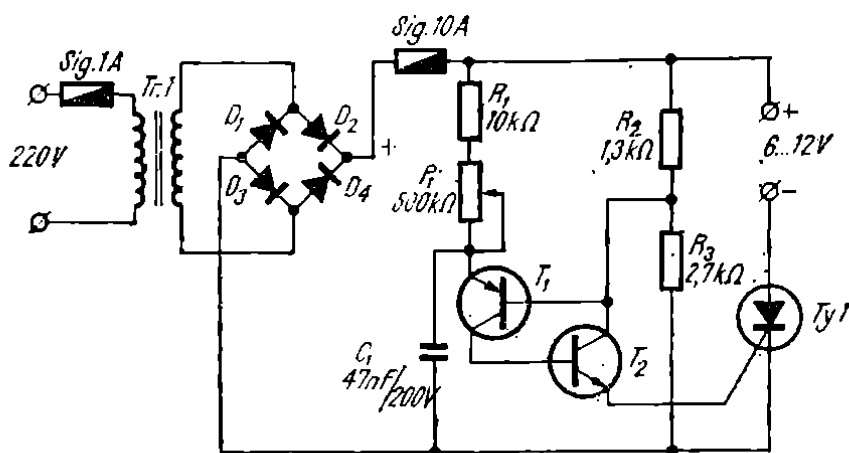 Sig.1A
Tr.1
220V
D1
D2
D3
D4
+
Sig.10A
R1
10kΩ
P1
500kΩ
C1
47nF/
/200V
T1
T2
R2
1,3kΩ
R3
2,7kΩ
+
6...12V
−
Ty1